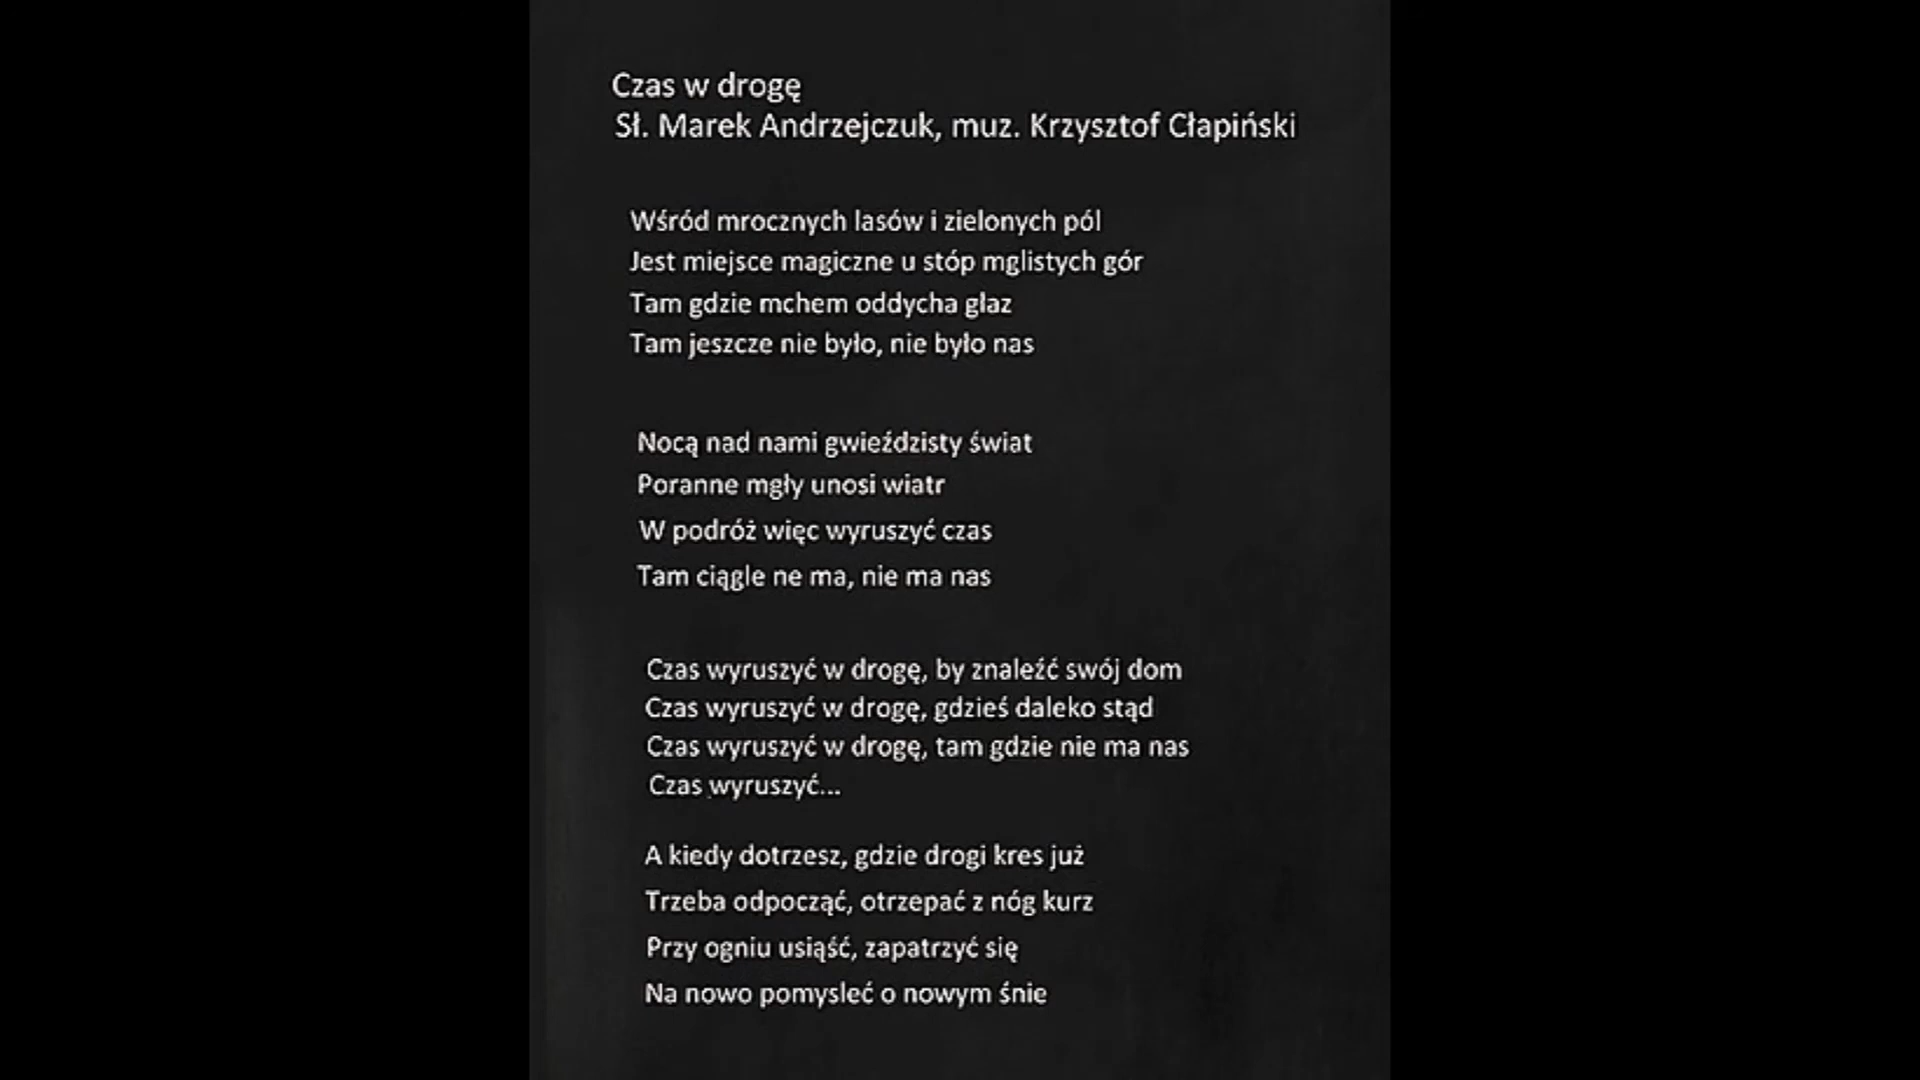 Czas w drogę
Sł. Marek Andrzejczuk, muz. Krzysztof Cłapiński
Wśród mrocznych lasów i zielonych pól
Jest miejsce magiczne u stóp mglistych gór
Tam gdzie mchem oddycha głaz
Tam jeszcze nie było, nie było nas
Nocą nad nami gwieździsty świat
Poranne mgły unosi wiatr
W podróż więc wyruszyć czas
Tam ciągle ne ma, nie ma nas
Czas wyruszyć w drogę, by znaleźć swój dom
Czas wyruszyć w drogę, gdzieś daleko stąd
Czas wyruszyć w drogę, tam gdzie nie ma nas
Czas wyruszyć...
A kiedy dotrzesz, gdzie drogi kres już
Trzeba odpocząć, otrzepać z nóg kurz
Przy ogniu usiąść, zapatrzyć się
Na nowo pomysleć o nowym śnie